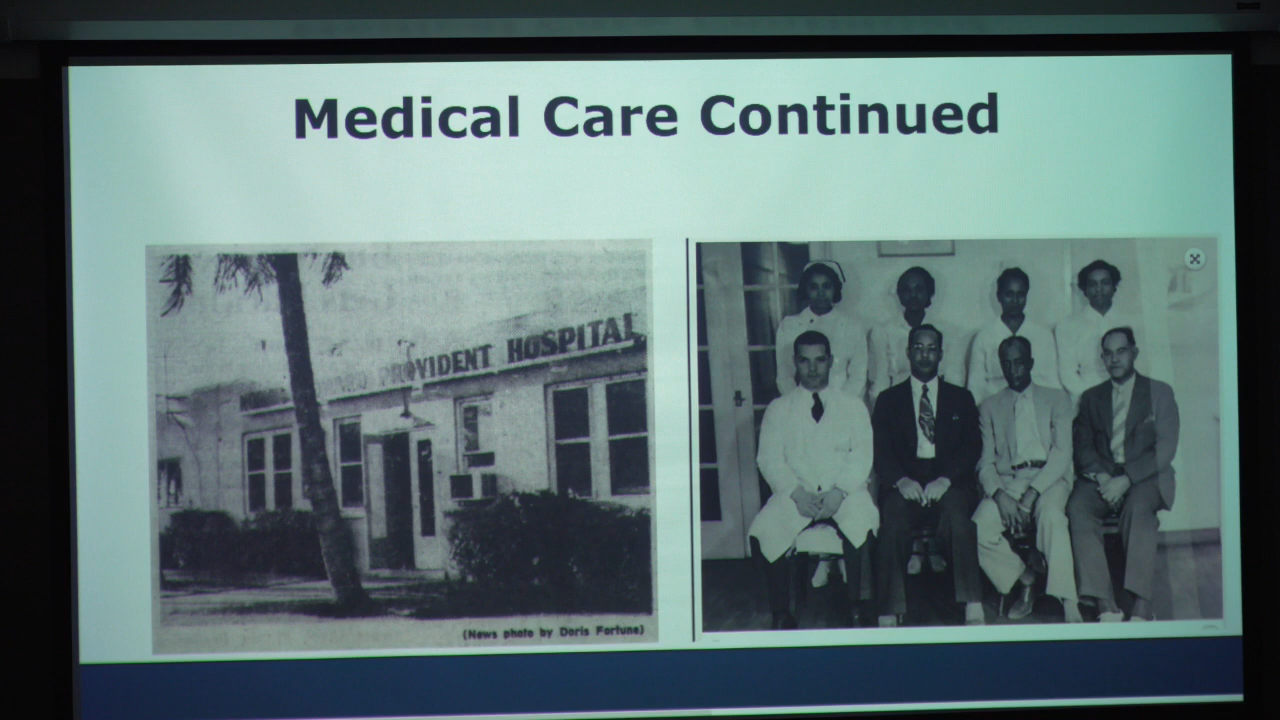 Medical Care Continued
PROVIDENT HOSPITAL
(News photo by Doris Fortune)